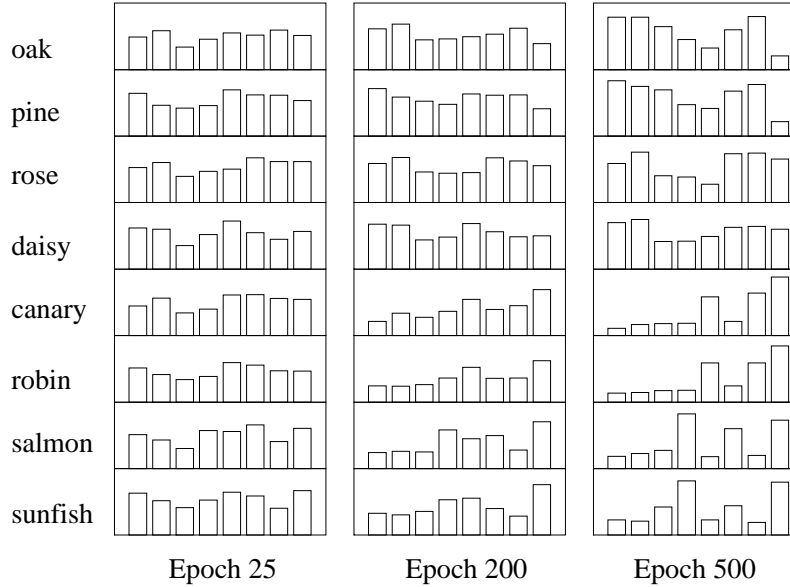 oak
pine
rose
daisy
canary
robin
salmon
sunfish
Epoch 25 Epoch 200 Epoch 500